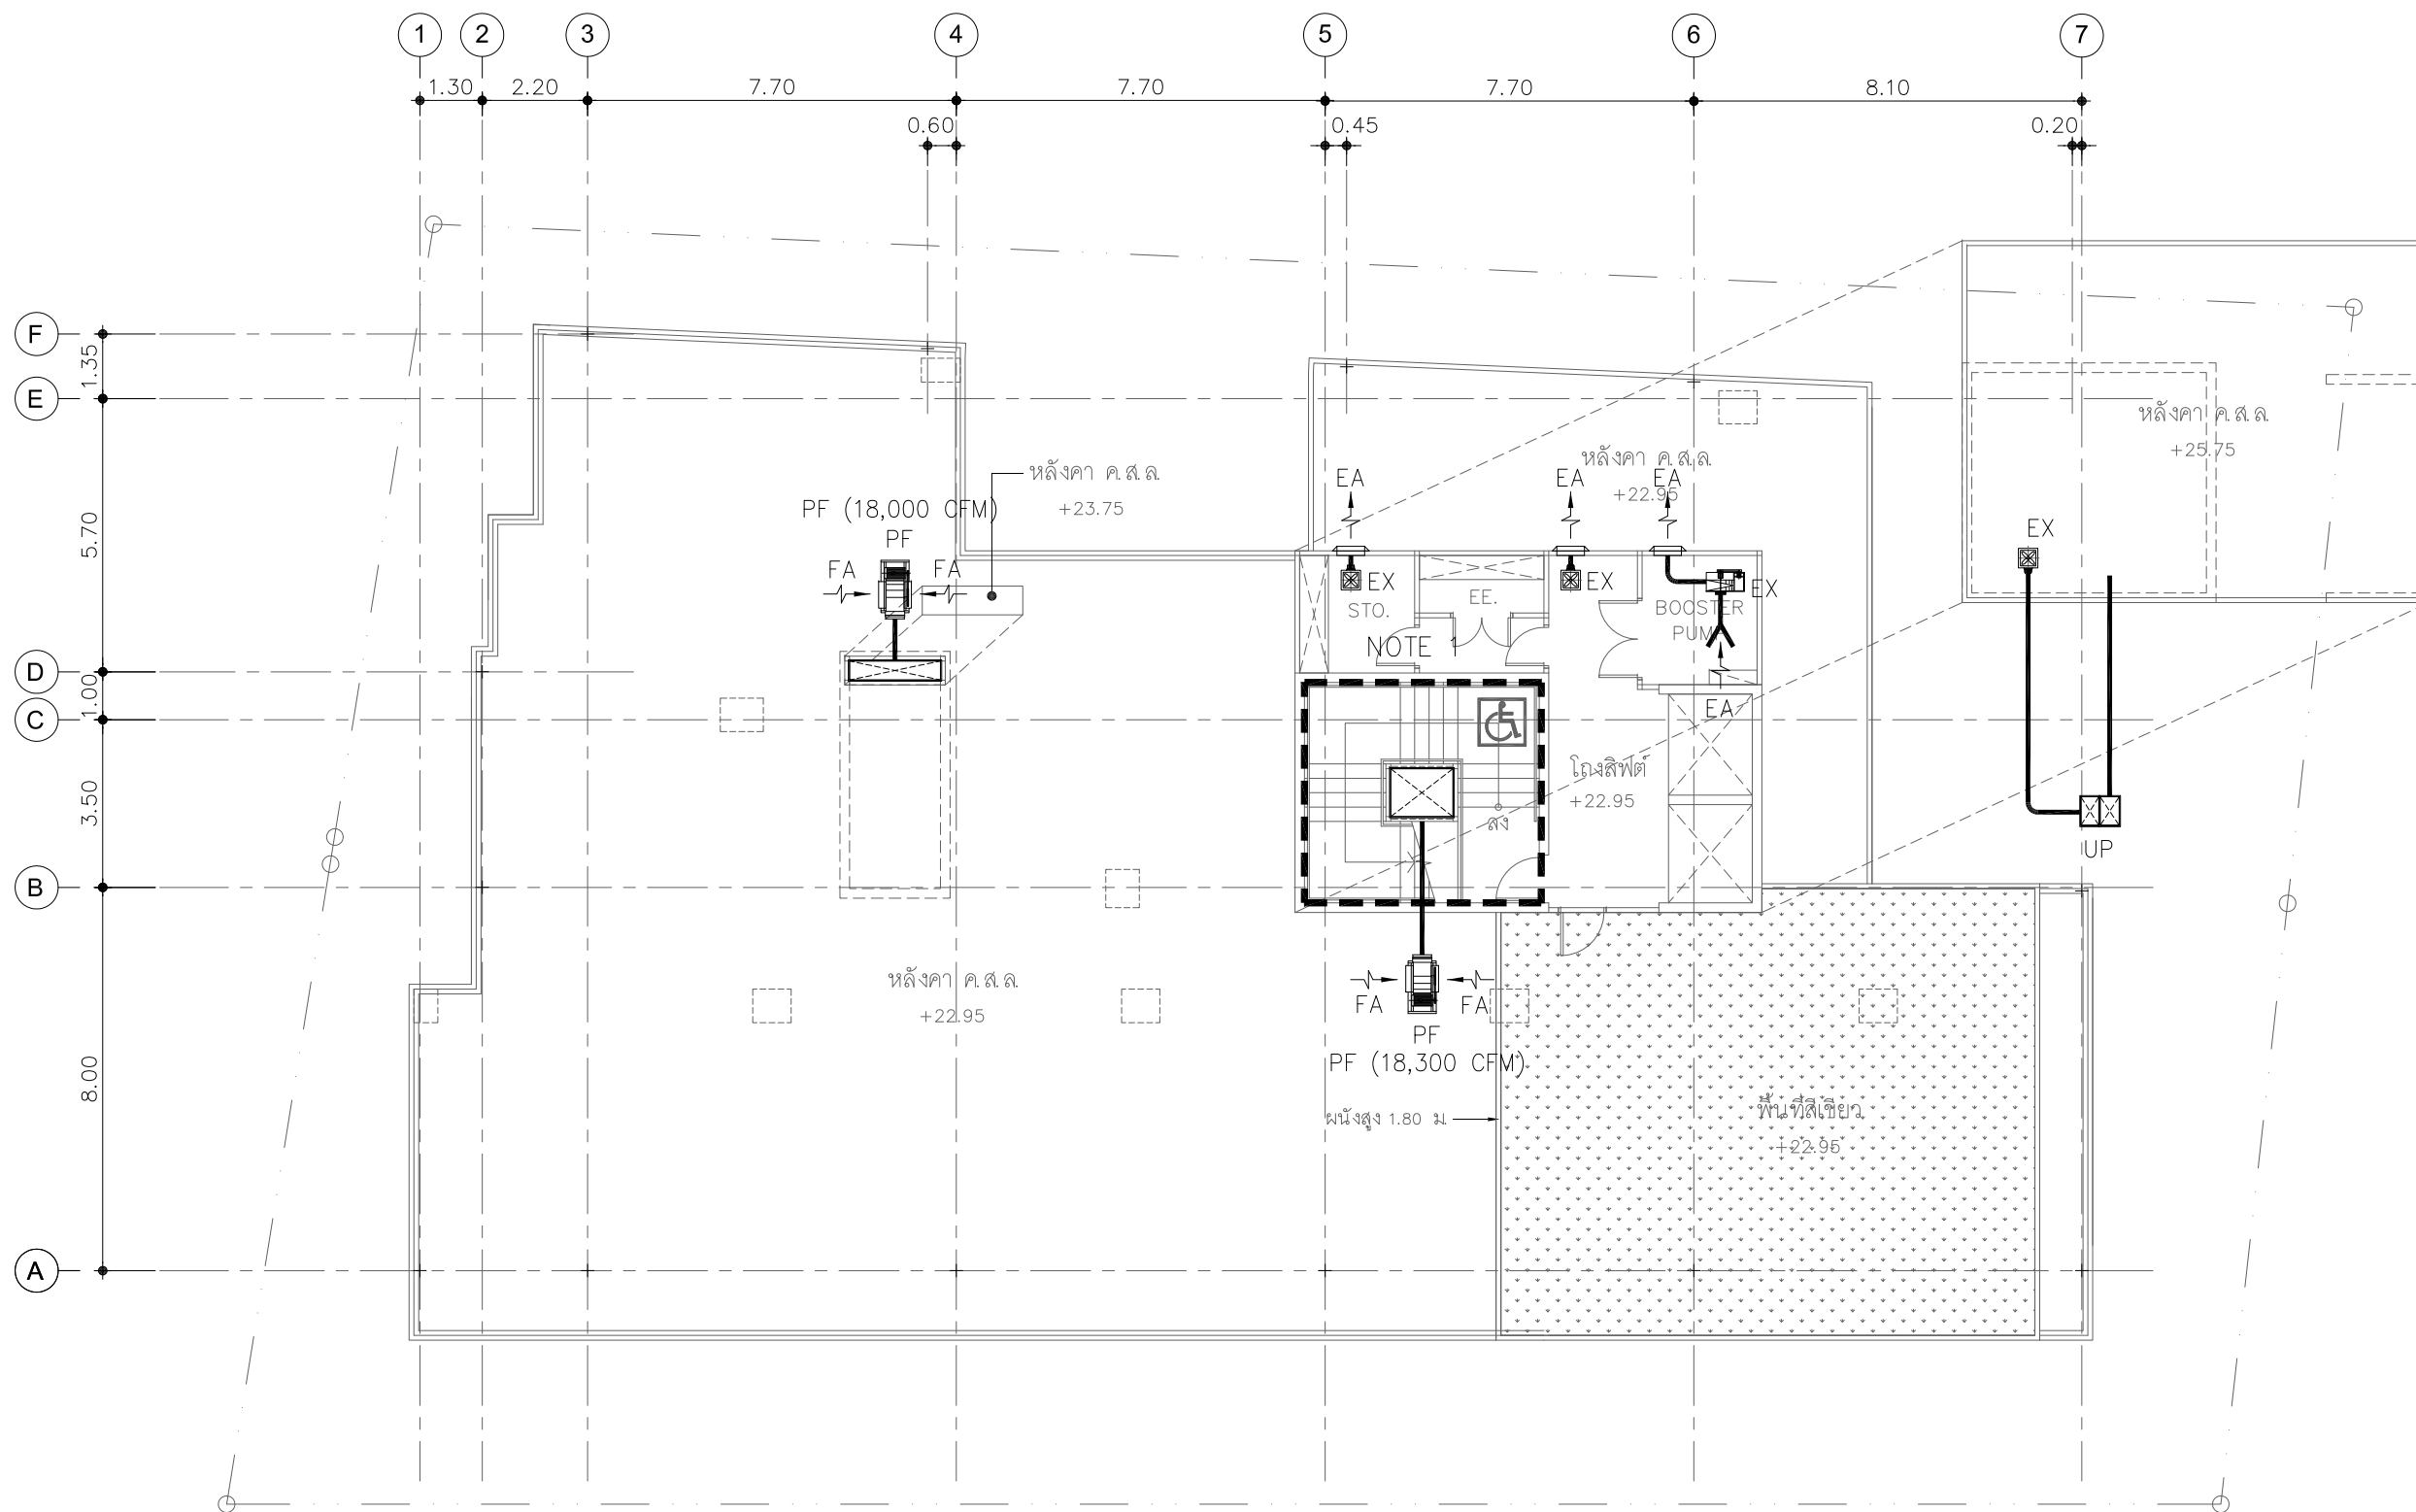 1 2 3 4 5 6 7
1.30 2.20 7.70 7.70 7.70 8.10
0.60 0.45 0.20
F
1.35
E
5.70
D
1.00
C
3.50
B
8.00
A
หลังคา ค.ส.ล.
+23.75
PF (18,000 CFM)
PF
FA FA
EA EA EA
หลังคา ค.ส.ล.
+22.95
หลังคา ค.ส.ล.
+25.75
EX
EX EX EX
STO.
EE.
BOOSTER
PUMP
NOTE 1
EA
โถงลิฟต์
+22.95
ลง
UP
หลังคา ค.ส.ล.
+22.95
FA FA
PF
PF (18,300 CFM)
ผนังสูง 1.80 ม.
พื้นที่สีเขียว
+22.95